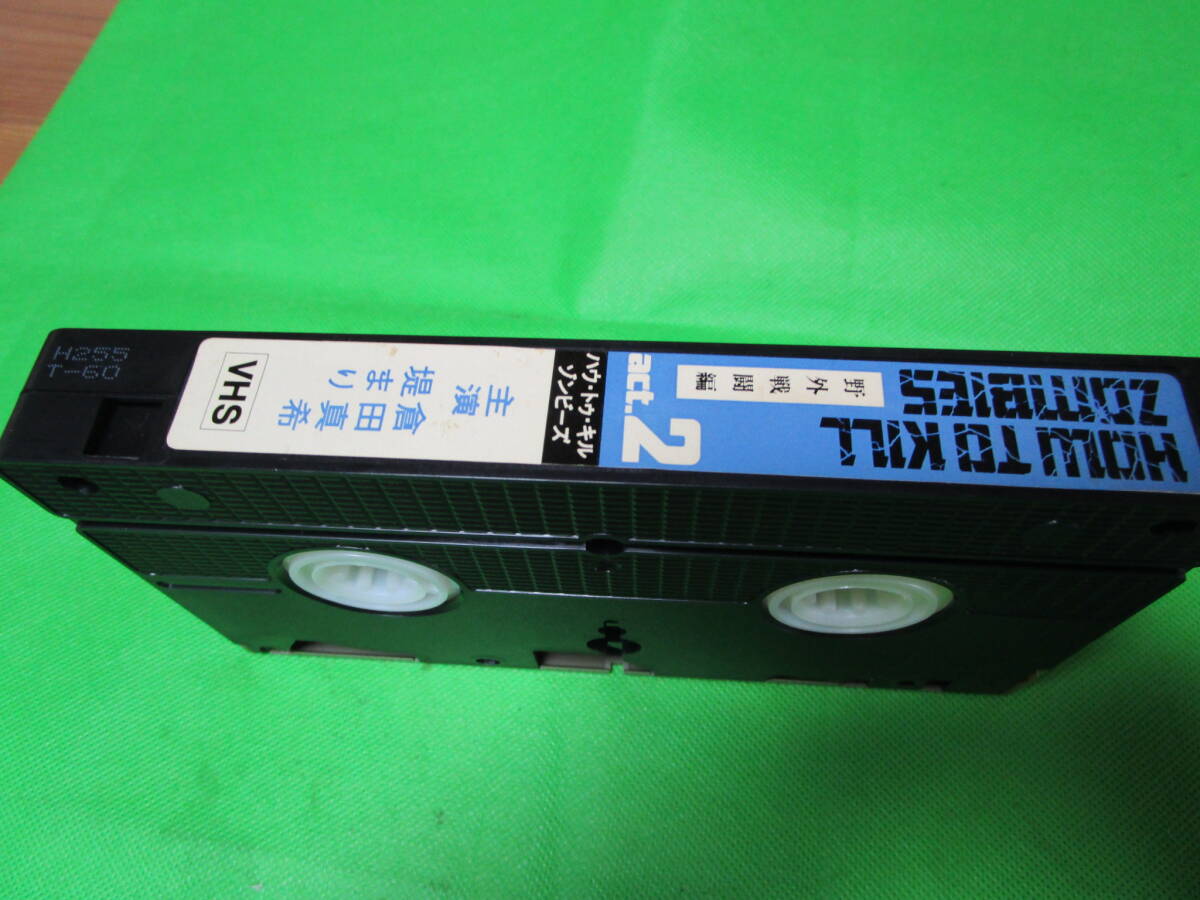 HOW TO KILL
ZOMBIES
野外戦闘編
act.2
ハウ・トゥ・キル
ゾンビーズ
主演
倉田真希
堤まり
VHS
H255
T-60